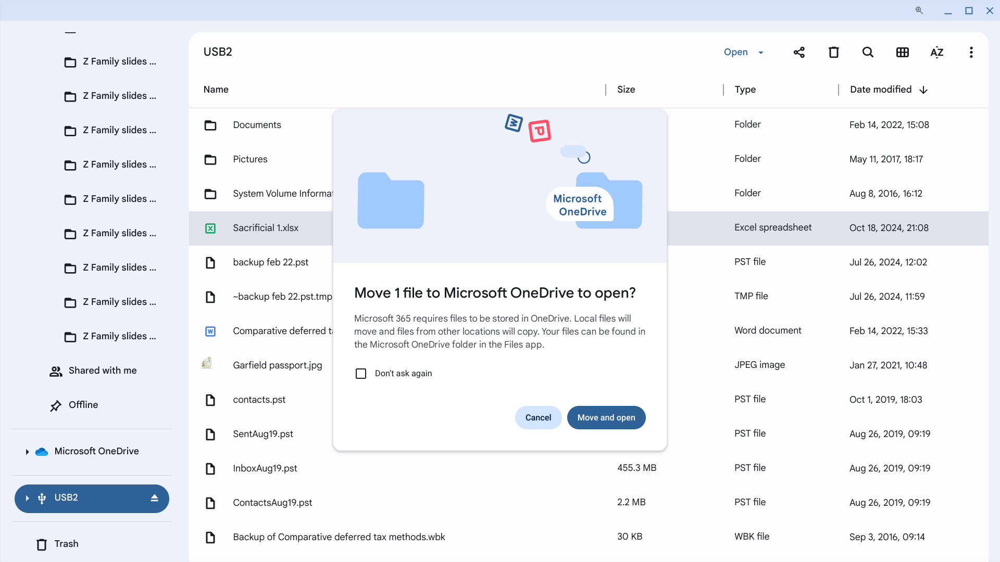 Z Family slides ...
Z Family slides ...
Z Family slides ...
Z Family slides ...
Z Family slides ...
Z Family slides ...
Z Family slides ...
Z Family slides ...
Z Family slides ...
Shared with me
Offline
Microsoft OneDrive
USB2
Trash
USB2
Open
AZ
Name Size Type Date modified
Documents Folder Feb 14, 2022, 15:08
Pictures Folder May 11, 2017, 18:17
System Volume Informat Folder Aug 8, 2016, 16:12
Sacrificial 1.xlsx Excel spreadsheet Oct 18, 2024, 21:08
backup feb 22.pst PST file Jul 26, 2024, 12:02
~backup feb 22.pst.tmp TMP file Jul 26, 2024, 11:59
Comparative deferred ta Word document Feb 14, 2022, 15:33
Garfield passport.jpg JPEG image Jan 27, 2021, 10:48
contacts.pst PST file Oct 1, 2019, 18:03
SentAug19.pst PST file Aug 26, 2019, 09:19
InboxAug19.pst 455.3 MB PST file Aug 26, 2019, 09:19
ContactsAug19.pst 2.2 MB PST file Aug 26, 2019, 09:19
Backup of Comparative deferred tax methods.wbk 30 KB WBK file Sep 3, 2016, 09:14
W
P
Microsoft
OneDrive
Move 1 file to Microsoft OneDrive to open?
Microsoft 365 requires files to be stored in OneDrive. Local files will
move and files from other locations will copy. Your files can be found in
the Microsoft OneDrive folder in the Files app.
Don't ask again
Cancel Move and open